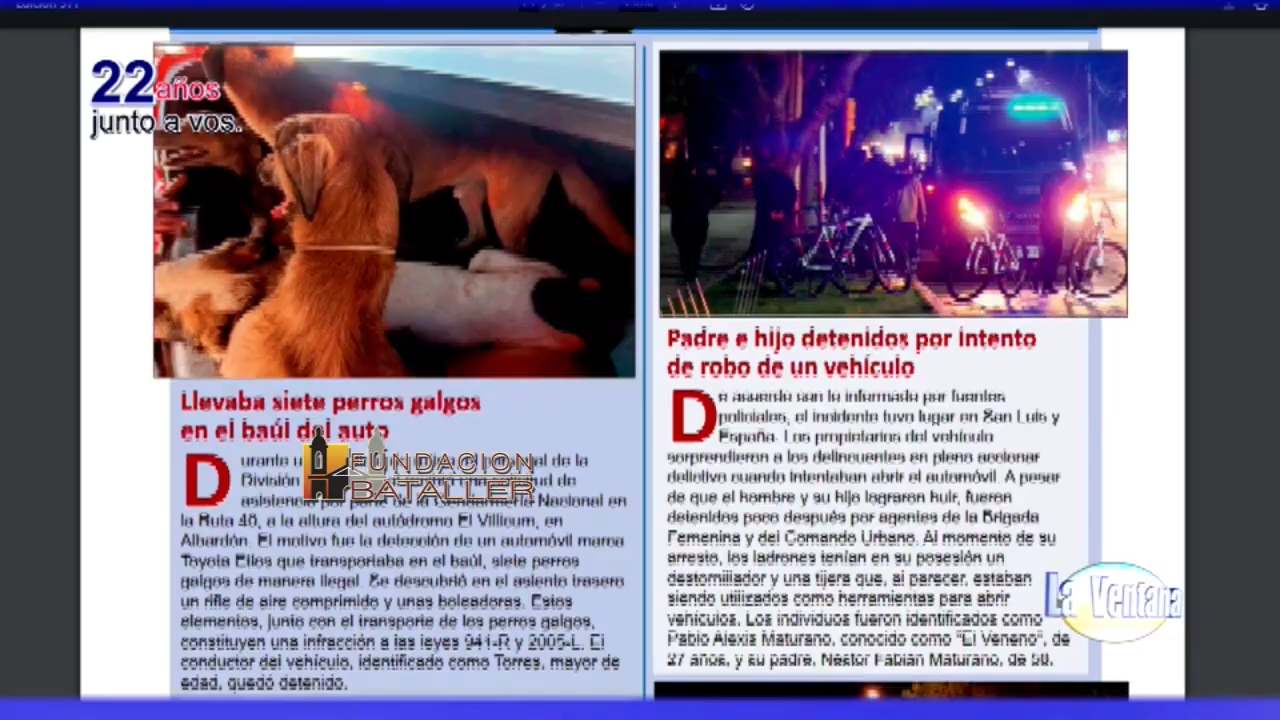 22 años
junto a vos.
Llevaba siete perros galgos
en el baúl del auto
Durante
División
asistencia por parte de la Gendarmería Nacional en
la Ruta 40, a la altura del autódromo El Villicum, en
Albardón. El motivo fue la detección de un automóvil marca
Toyota Etios que transportaba en el baúl, siete perros
galgos de manera ilegal. Se descubrió en el asiento trasero
un rifle de aire comprimido y unas boleadoras. Estos
elementos, junto con el transporte de los perros galgos,
constituyen una infracción a las leyes 941-R y 2005-L. El
conductor del vehículo, identificado como Torres, mayor de
edad, quedó detenido.
FUNDACION
BATALLER
Padre e hijo detenidos por intento
de robo de un vehículo
De acuerdo con lo informado por fuentes
policiales, el incidente tuvo lugar en San Luis y
España. Los propietarios del vehículo
sorprendieron a los delincuentes en pleno accionar
delictivo cuando intentaban abrir el automóvil. A pesar
de que el hombre y su hijo lograron huir, fueron
detenidos poco después por agentes de la Brigada
Femenina y del Comando Urbano. Al momento de su
arresto, los ladrones tenían en su posesión un
destornillador y una tijera que, al parecer, estaban
siendo utilizados como herramientas para abrir
vehículos. Los individuos fueron identificados como
Pablo Alexis Maturano, conocido como "El Veneno", de
27 años, y su padre, Néstor Fabián Maturano, de 50.
La Ventana